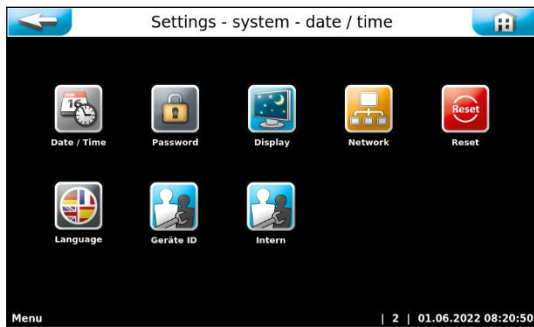 Settings - system - date / time
16
Reset
Date / Time
Password
Display
Network
Reset
Language
Geräte ID
Intern
Menu
| 2 | 01.06.2022 08:20:50